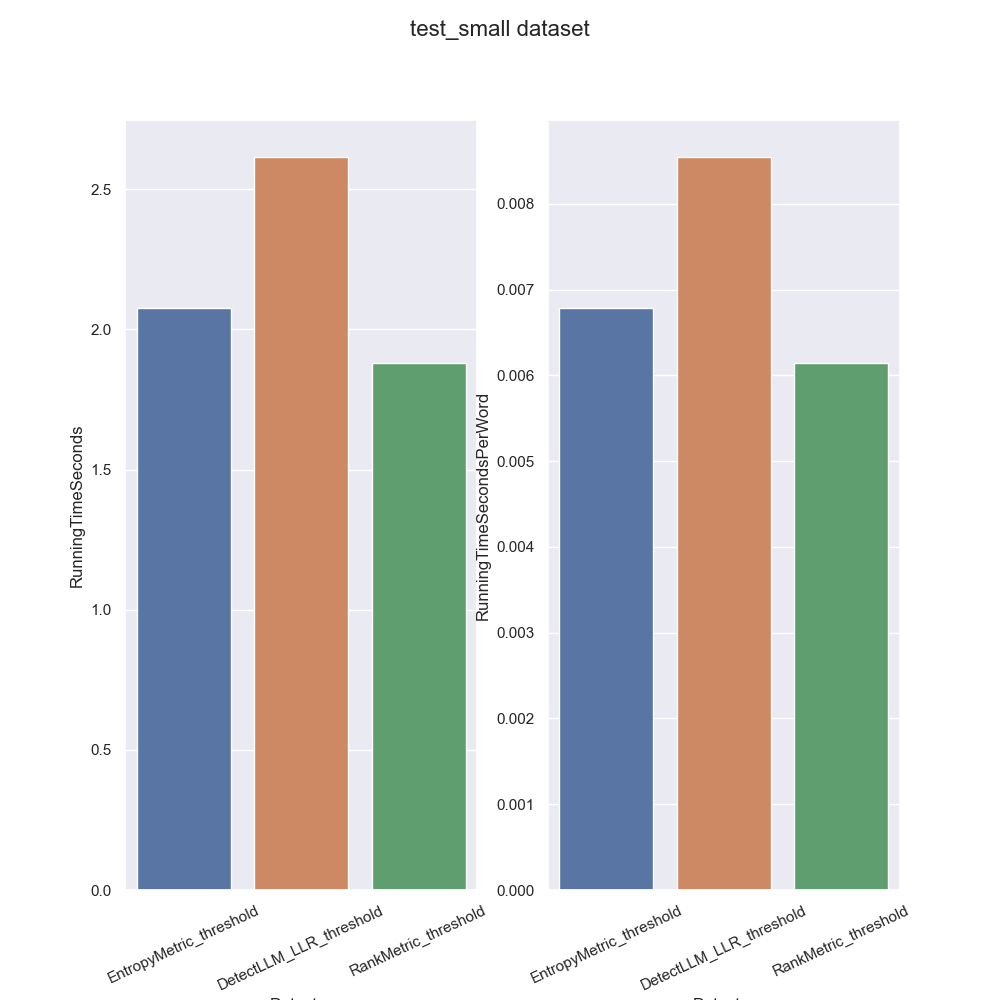 test_small dataset
RunningTimeSeconds
2.5
2.0
1.5
1.0
0.5
0.0
EntropyMetric_threshold
DetectLLM_LLR_threshold
RankMetric_threshold
RunningTimeSecondsPerWord
0.008
0.007
0.006
0.005
0.004
0.003
0.002
0.001
0.000
EntropyMetric_threshold
DetectLLM_LLR_threshold
RankMetric_threshold